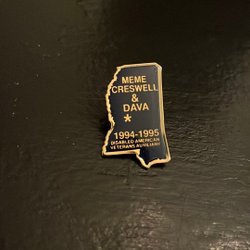 MEME
CRESWELL
&
DAVA
*
1994-1995
DISABLED AMERICAN
VETERANS AUXILIARY